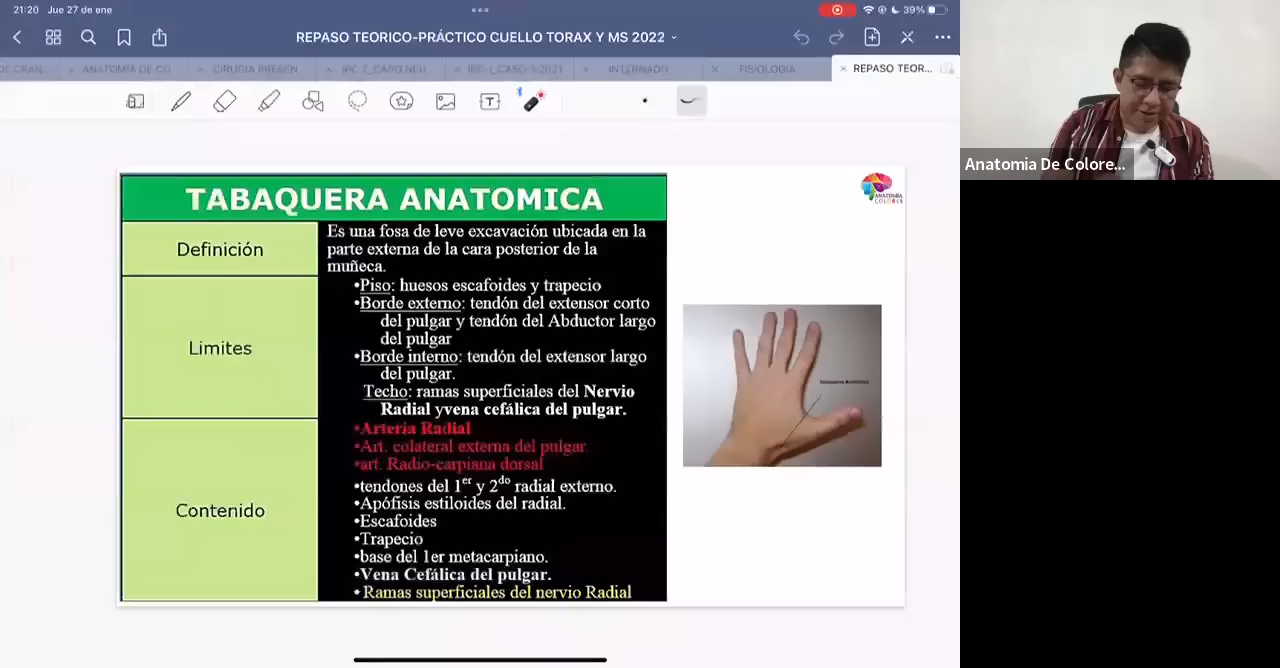 21:20 Jue 27 de ene
39%
REPASO TEORICO-PRÁCTICO CUELLO TORAX Y MS 2022
ANATOMIA DE CO
CIRUGIA
INTERNADO
FISIOLOGIA
REPASO TEOR...
T
Anatomia De Colore...
ANATOMÍA
COLORES
TABAQUERA ANATOMICA
Definición
Es una fosa de leve excavación ubicada en la
parte externa de la cara posterior de la
muñeca.
Limites
•Piso: huesos escafoides y trapecio
•Borde externo: tendón del extensor corto
del pulgar y tendón del Abductor largo
del pulgar
•Borde interno: tendón del extensor largo
del pulgar.
Techo: ramas superficiales del Nervio
Radial yvena cefálica del pulgar.
Contenido
•Arteria Radial
•Art. colateral externa del pulgar.
•art. Radio-carpiana dorsal
•tendones del 1er y 2do radial externo.
•Apófisis estiloides del radial.
•Escafoides
•Trapecio
•base del 1er metacarpiano.
•Vena Cefálica del pulgar.
• Ramas superficiales del nervio Radial
Tabaquera Anatómica